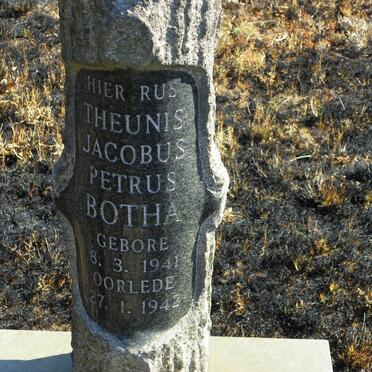 HIER RUS
THEUNIS
JACOBUS
PETRUS
BOTHA
GEBORE
8. 3. 1941
OORLEDE
27. 1. 1942